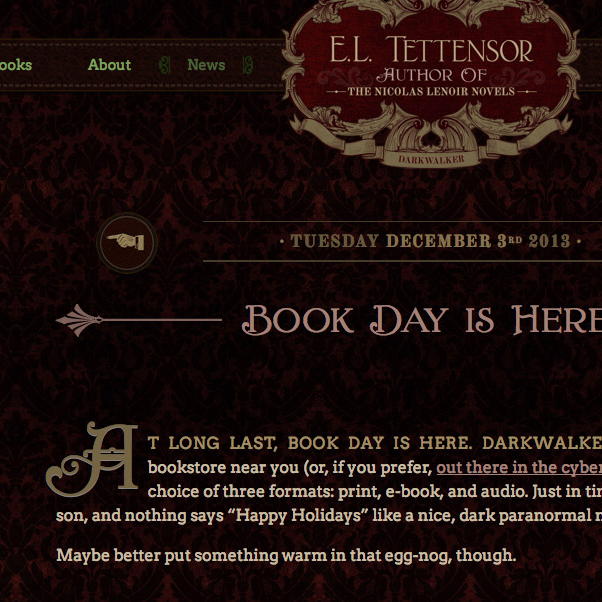 ooks About News
E.L. TETTENSOR
AUTHOR OF
THE NICOLAS LENOIR NOVELS
DARKWALKER
• TUESDAY DECEMBER 3RD 2013 •
BOOK DAY IS HERE
AT LONG LAST, BOOK DAY IS HERE. DARKWALKE
bookstore near you (or, if you prefer, out there in the cyber
choice of three formats: print, e-book, and audio. Just in tim
son, and nothing says “Happy Holidays” like a nice, dark paranormal m
Maybe better put something warm in that egg-nog, though.